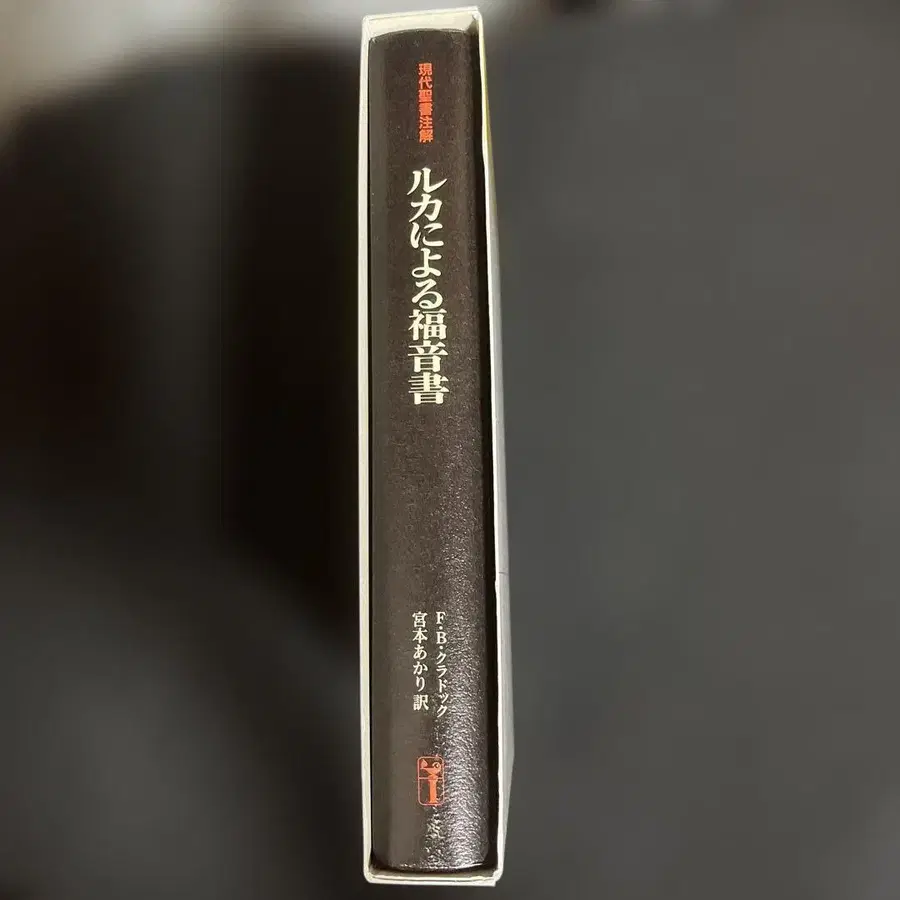 現代聖書注解
ルカによる福音書
F・B・クラドック
宮本あかり訳